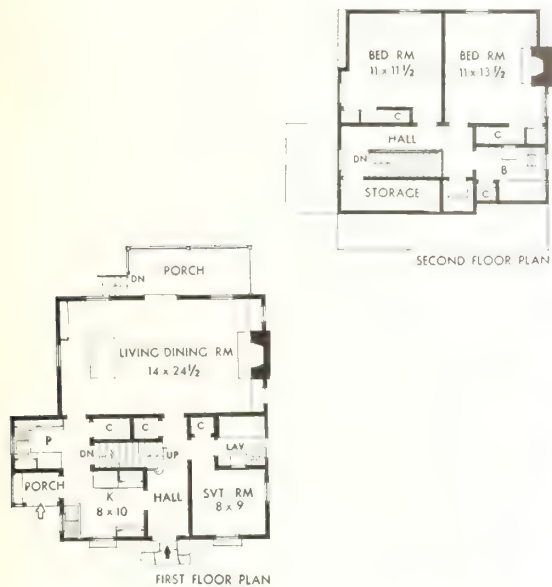 BED RM
11 x 11 1/2
BED RM
11 x 13 1/2
C
C
HALL
DN
B
STORAGE
C
SECOND FLOOR PLAN
DN
PORCH
LIVING DINING RM
14 x 24 1/2
P
C
C
C
DN
UP
LAY
PORCH
K
8 x 10
HALL
SVT RM
8 x 9
FIRST FLOOR PLAN